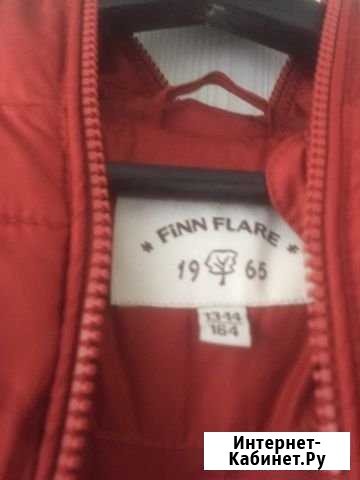 * FiNN FLARE *
19 65
13-14
164
Интернет-
Кабинет.Ру